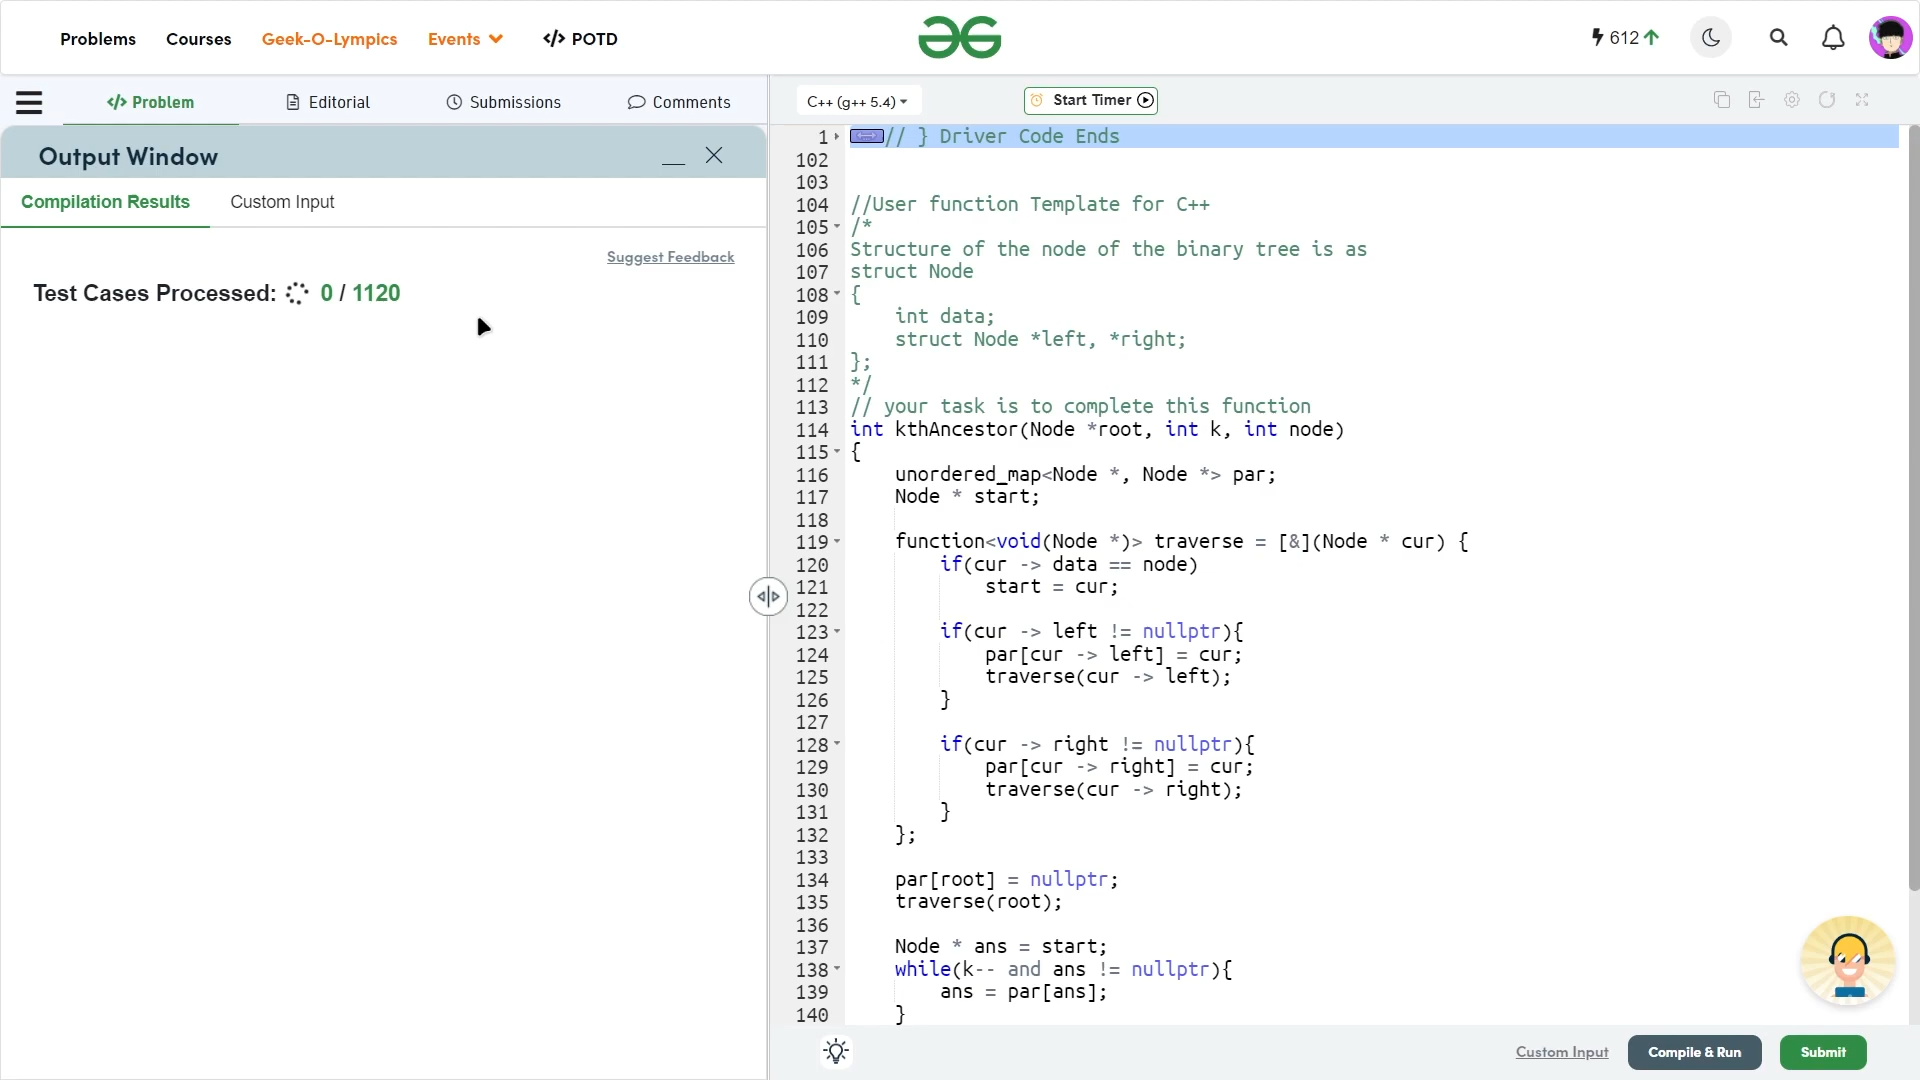 Problems Courses Geek-O-Lympics Events </> POTD 612
</> Problem Editorial Submissions Comments
Output Window
Compilation Results Custom Input
Suggest Feedback
Test Cases Processed: 0 / 1120
C++ (g++ 5.4) Start Timer
1 // } Driver Code Ends
102
103
104 //User function Template for C++
105 /*
106 Structure of the node of the binary tree is as
107 struct Node
108 {
109     int data;
110     struct Node *left, *right;
111 };
112 */
113 // your task is to complete this function
114 int kthAncestor(Node *root, int k, int node)
115 {
116     unordered_map<Node *, Node *> par;
117     Node * start;
118
119     function<void(Node *)> traverse = [&](Node * cur) {
120         if(cur -> data == node)
121             start = cur;
122
123         if(cur -> left != nullptr){
124             par[cur -> left] = cur;
125             traverse(cur -> left);
126         }
127
128         if(cur -> right != nullptr){
129             par[cur -> right] = cur;
130             traverse(cur -> right);
131         }
132     };
133
134     par[root] = nullptr;
135     traverse(root);
136
137     Node * ans = start;
138     while(k-- and ans != nullptr){
139         ans = par[ans];
140     }
Custom Input Compile & Run Submit